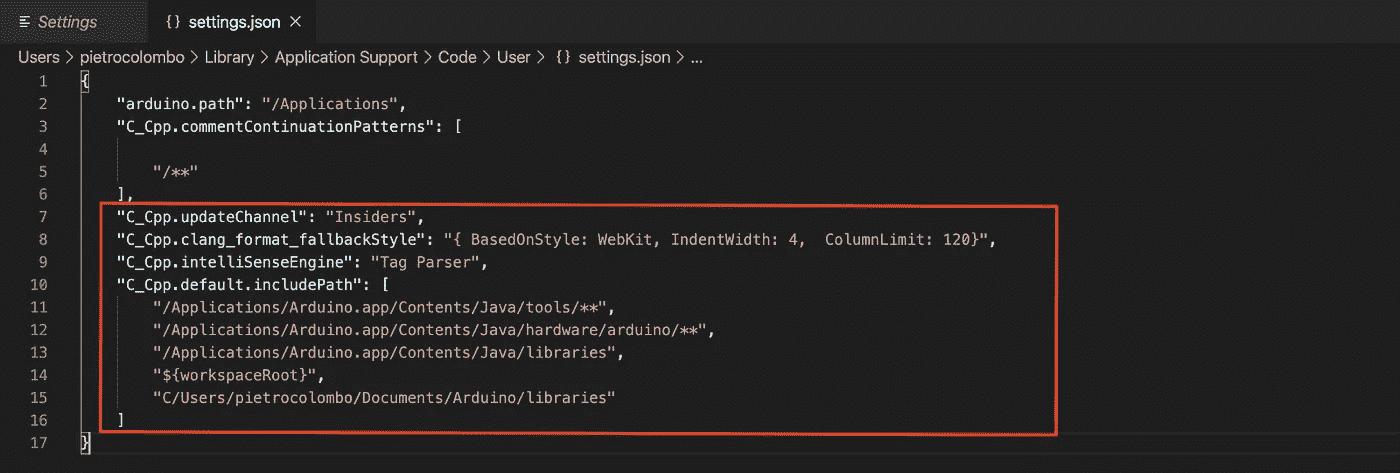 Settings
{} settings.json ×
Users > pietrocolombo > Library > Application Support > Code > User > {} settings.json > ...
1 {
2 "arduino.path": "/Applications",
3 "C_Cpp.commentContinuationPatterns": [
4
5 "/**"
6 ],
7 "C_Cpp.updateChannel": "Insiders",
8 "C_Cpp.clang_format_fallbackStyle": "{ BasedOnStyle: WebKit, IndentWidth: 4,  ColumnLimit: 120}",
9 "C_Cpp.intelliSenseEngine": "Tag Parser",
10 "C_Cpp.default.includePath": [
11 "/Applications/Arduino.app/Contents/Java/tools/**",
12 "/Applications/Arduino.app/Contents/Java/hardware/arduino/**",
13 "/Applications/Arduino.app/Contents/Java/libraries",
14 "${workspaceRoot}",
15 "C/Users/pietrocolombo/Documents/Arduino/libraries"
16 ]
17 }